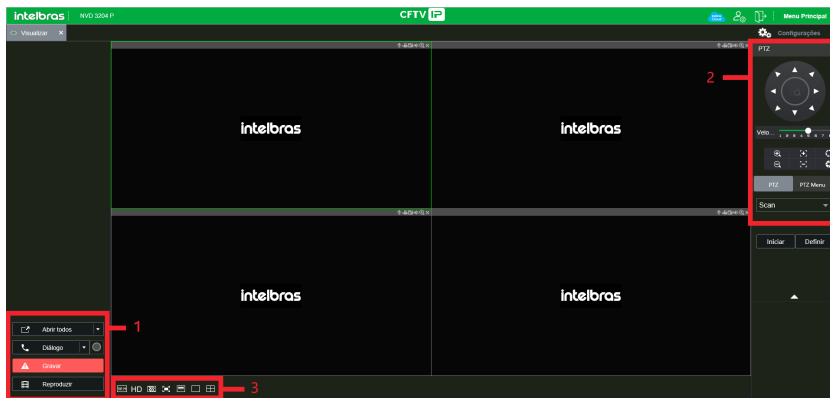 intelbras NVD 3204 P CFTV IP Menu Principal
Visualizar × Configurações
PTZ
2
intelbras intelbras
Velo...
PTZ PTZ Menu
Scan
Iniciar Definir
intelbras intelbras
Abrir todos
1
Diálogo
Gravar
Reproduzir
HD
3